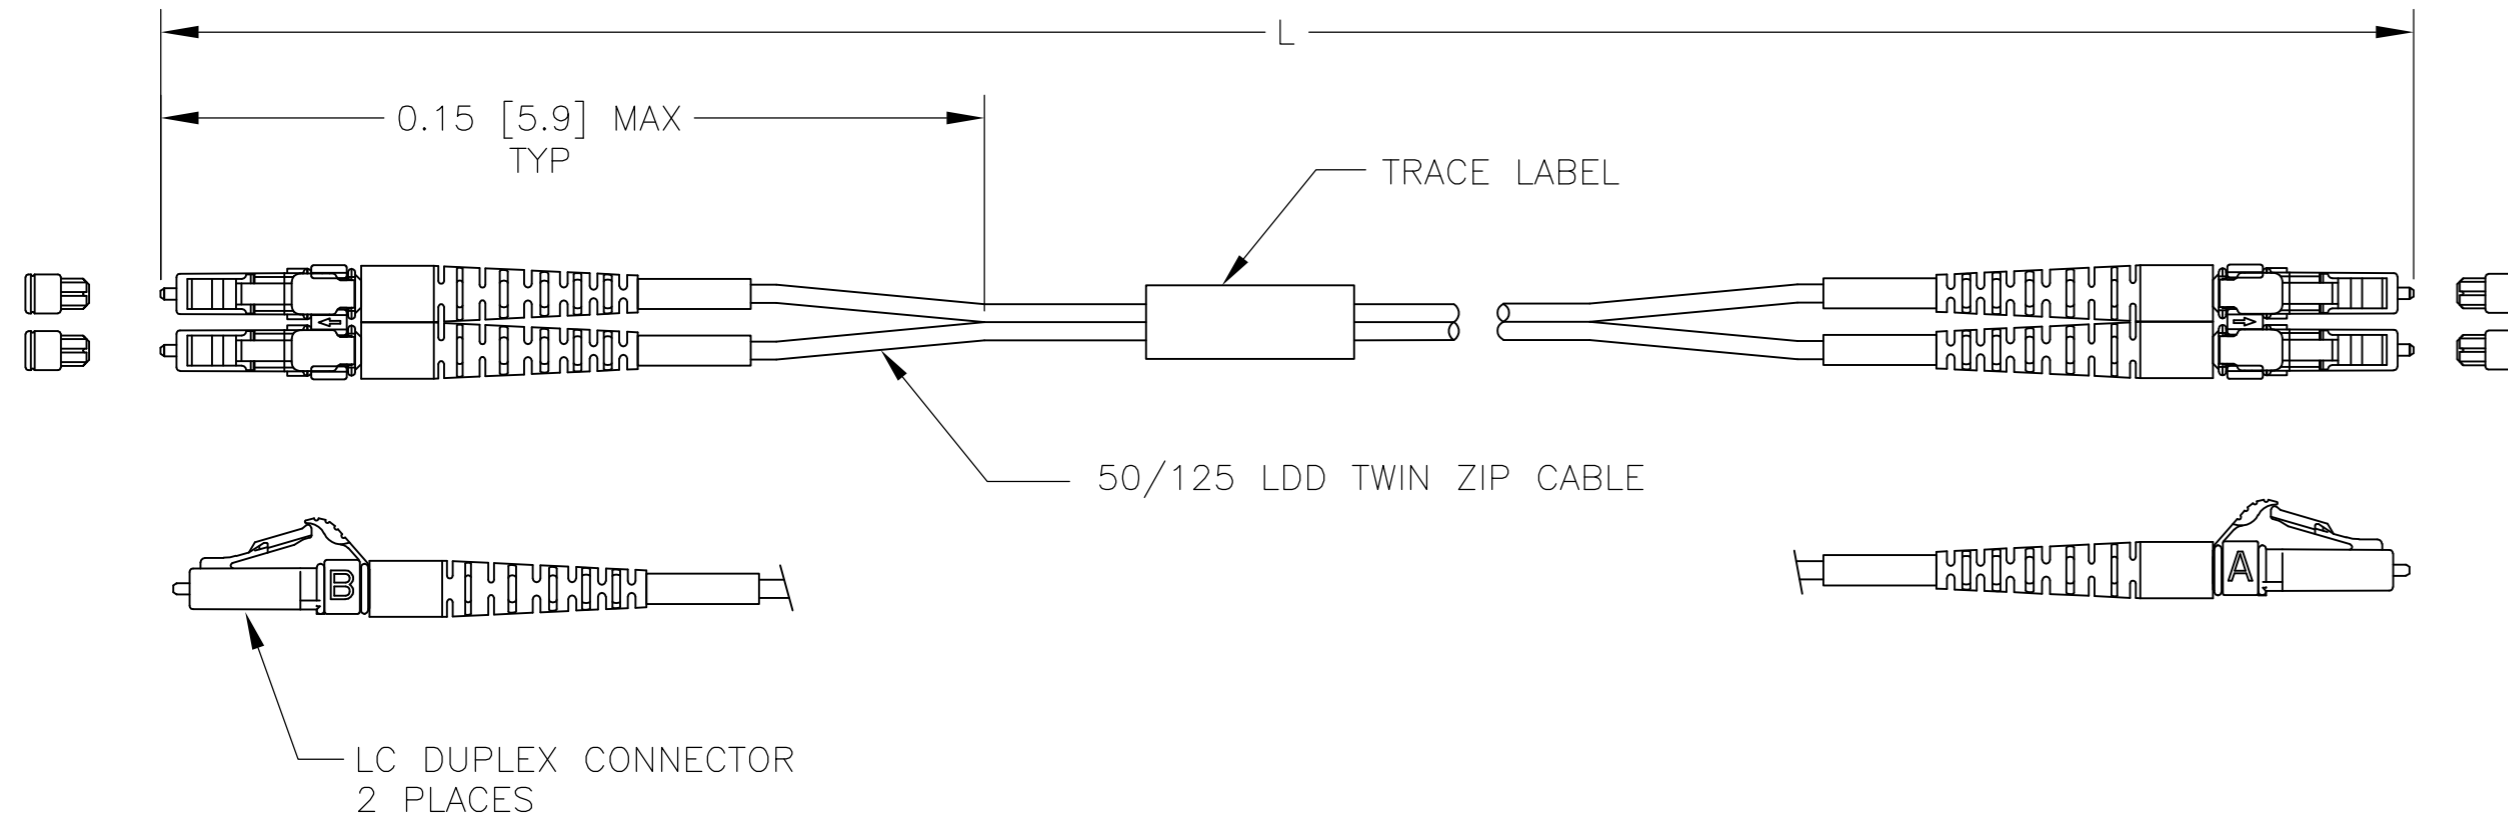 L
0.15 [5.9] MAX
TYP
TRACE LABEL
50/125 LDD TWIN ZIP CABLE
B
A
LC DUPLEX CONNECTOR
2 PLACES